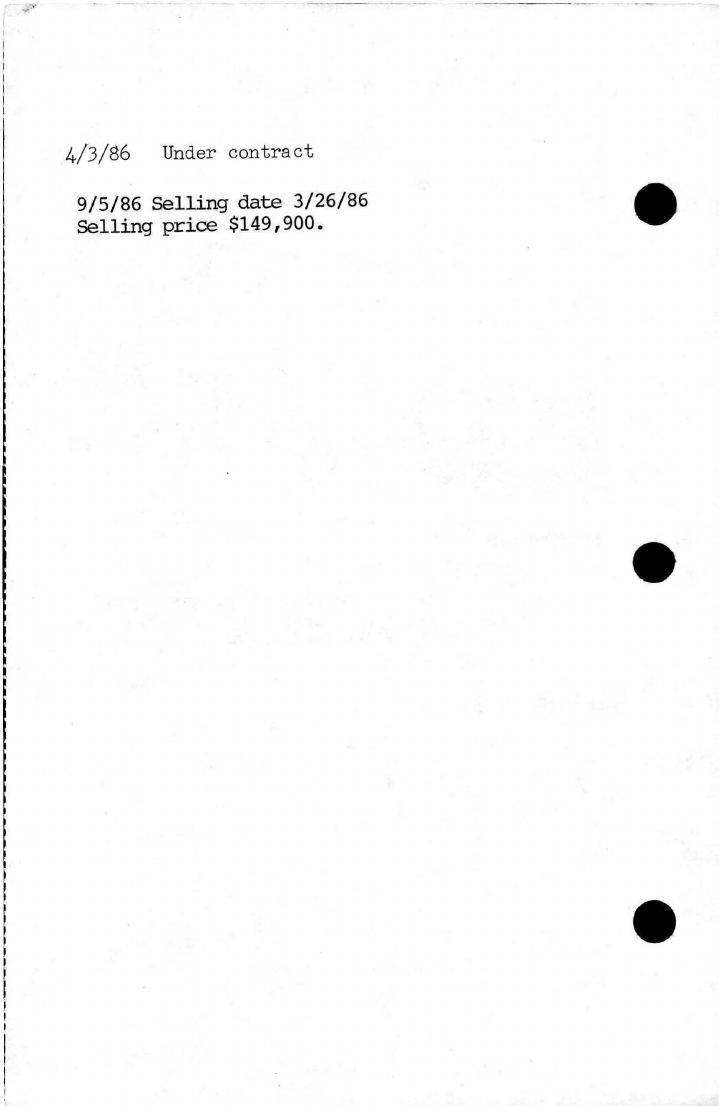 4/3/86 Under contract
9/5/86 Selling date 3/26/86
Selling price $149,900.